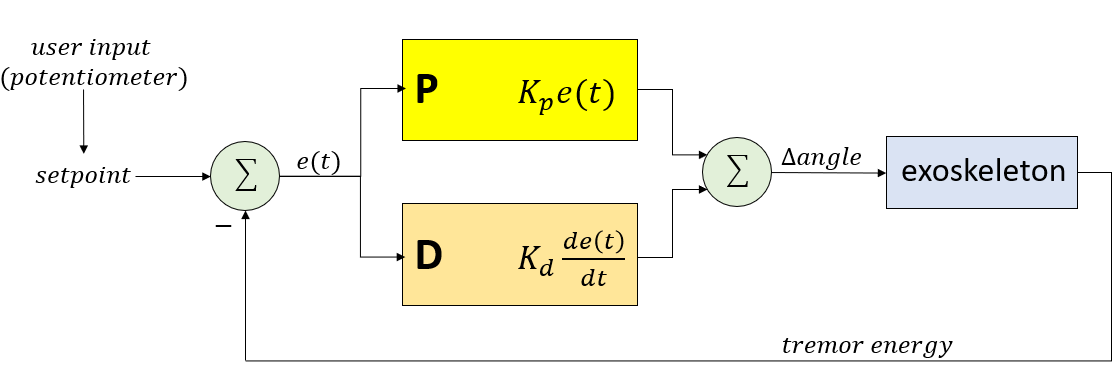 user input
(potentiometer)
setpoint
∑
−
e(t)
P K_p e(t)
D K_d de(t)/dt
∑
Δangle
exoskeleton
tremor energy